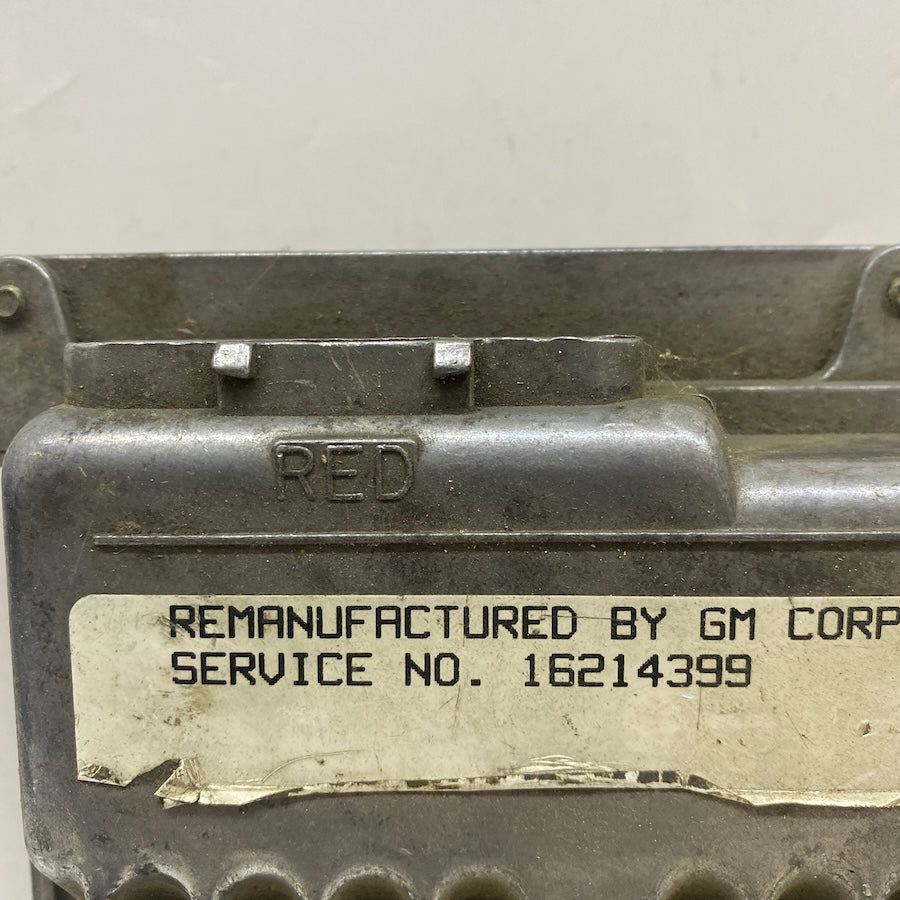 RED
REMANUFACTURED BY GM CORP
SERVICE NO. 16214399